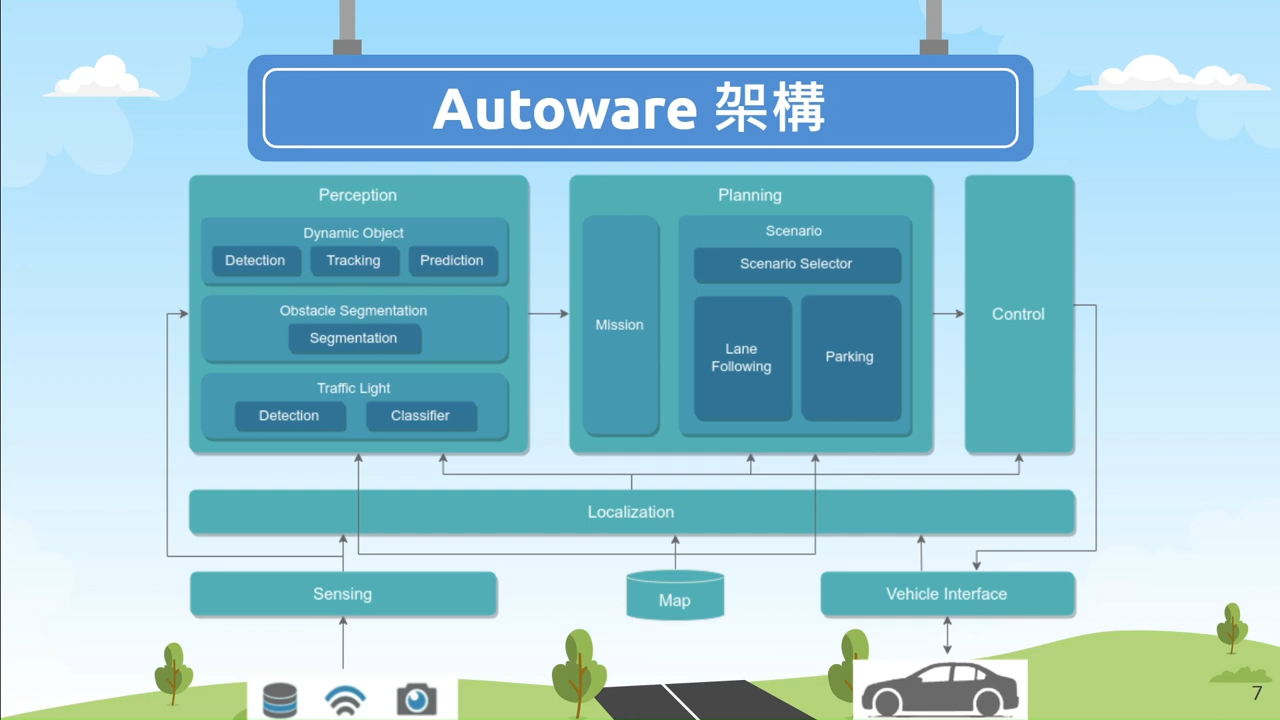 Autoware 架構
Perception
Dynamic Object
Detection
Tracking
Prediction
Obstacle Segmentation
Segmentation
Traffic Light
Detection
Classifier
Planning
Mission
Scenario
Scenario Selector
Lane
Following
Parking
Control
Localization
Sensing
Map
Vehicle Interface
7